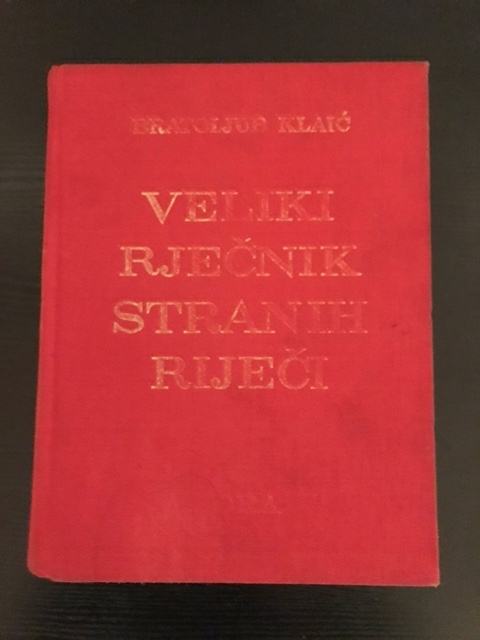 BRATOLJUB KLAIĆ
VELIKI
RJEČNIK
STRANIH
RIJEČI